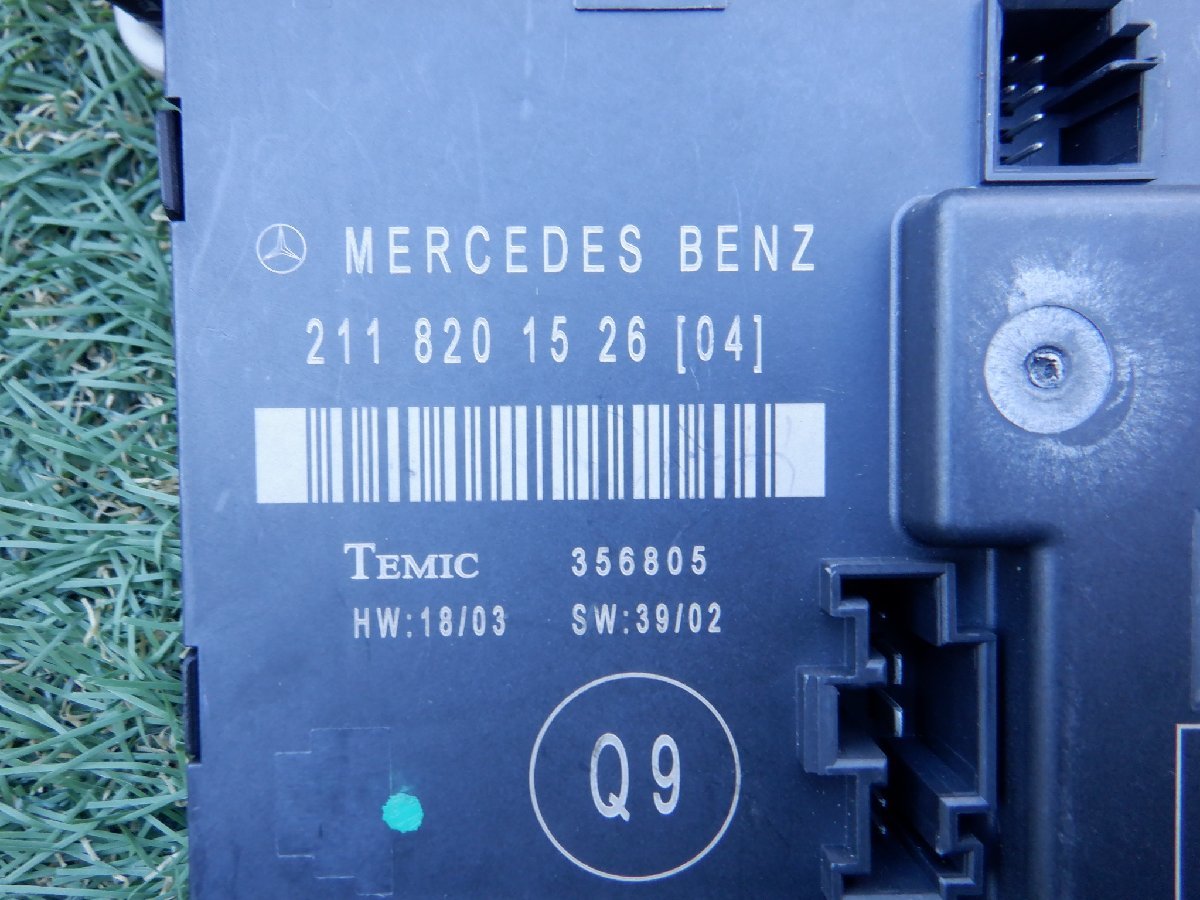 MERCEDES BENZ
211 820 15 26 [04]
TEMIC 356805
HW:18/03 SW:39/02
Q9